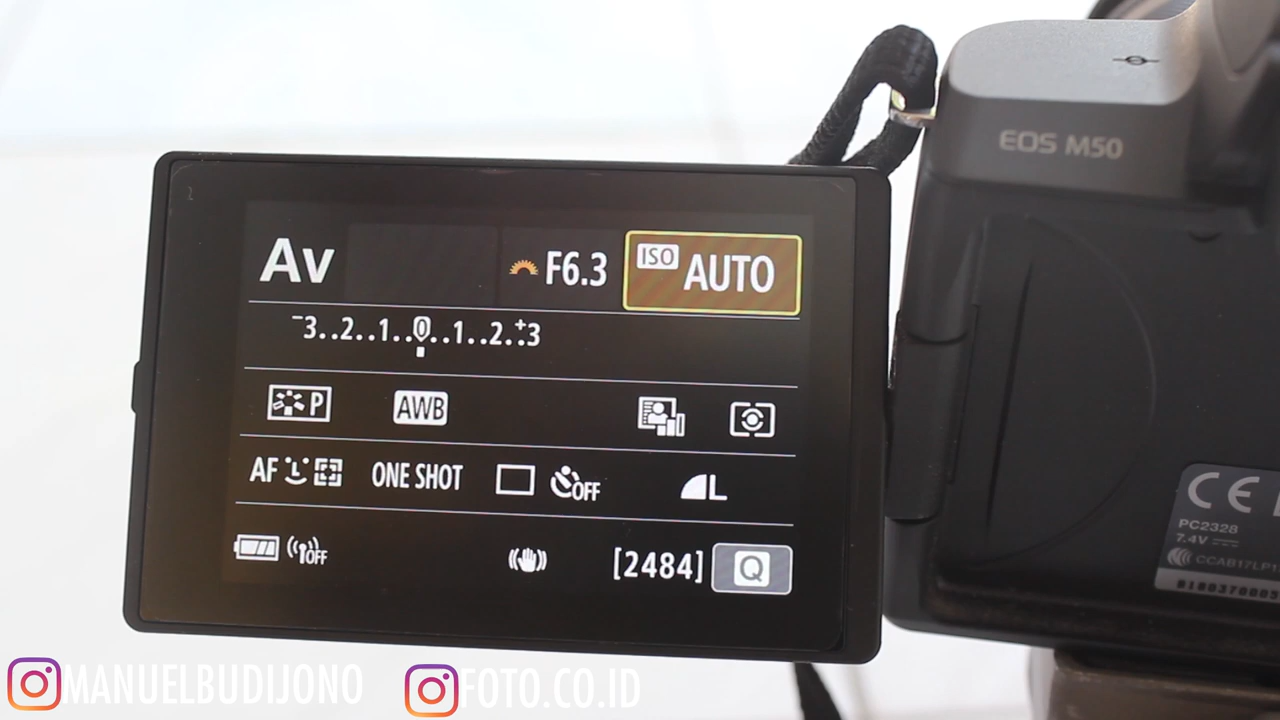 EOS M50
Av F6.3 ISO AUTO
-3..2..1..0..1..2..+3
P AWB
AF ONE SHOT OFF L
OFF [2484] Q
CE
PC2328
7.4V
MANUELBUDIJONO FOTO.CO.ID